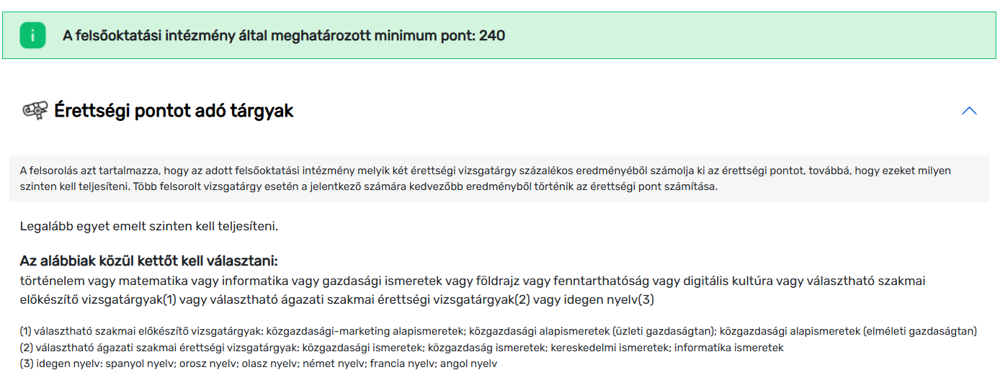 A felsőoktatási intézmény által meghatározott minimum pont: 240
Érettségi pontot adó tárgyak
A felsorolás azt tartalmazza, hogy az adott felsőoktatási intézmény melyik két érettségi vizsgatárgy százalékos eredményéből számolja ki az érettségi pontot, továbbá, hogy ezeket milyen
szinten kell teljesíteni. Több felsorolt vizsgatárgy esetén a jelentkező számára kedvezőbb eredményből történik az érettségi pont számítása.
Legalább egyet emelt szinten kell teljesíteni.
Az alábbiak közül kettőt kell választani:
történelem vagy matematika vagy informatika vagy gazdasági ismeretek vagy földrajz vagy fenntarthatóság vagy digitális kultúra vagy választható szakmai
előkészítő vizsgatárgyak(1) vagy választható ágazati szakmai érettségi vizsgatárgyak(2) vagy idegen nyelv(3)
(1) választható szakmai előkészítő vizsgatárgyak: közgazdasági-marketing alapismeretek; közgazdasági alapismeretek (üzleti gazdaságtan); közgazdasági alapismeretek (elméleti gazdaságtan)
(2) választható ágazati szakmai érettségi vizsgatárgyak: közgazdasági ismeretek; közgazdaság ismeretek; kereskedelmi ismeretek; informatika ismeretek
(3) idegen nyelv: spanyol nyelv; orosz nyelv; olasz nyelv; német nyelv; francia nyelv; angol nyelv